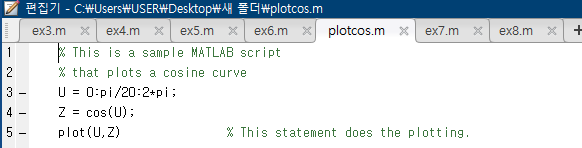 편집기 - C:₩Users₩USER₩Desktop₩새 폴더₩plotcos.m
ex3.m ex4.m ex5.m ex6.m plotcos.m ex7.m ex8.m
1 % This is a sample MATLAB script
2 % that plots a cosine curve
3 - U = 0:pi/20:2*pi;
4 - Z = cos(U);
5 - plot(U,Z) % This statement does the plotting.